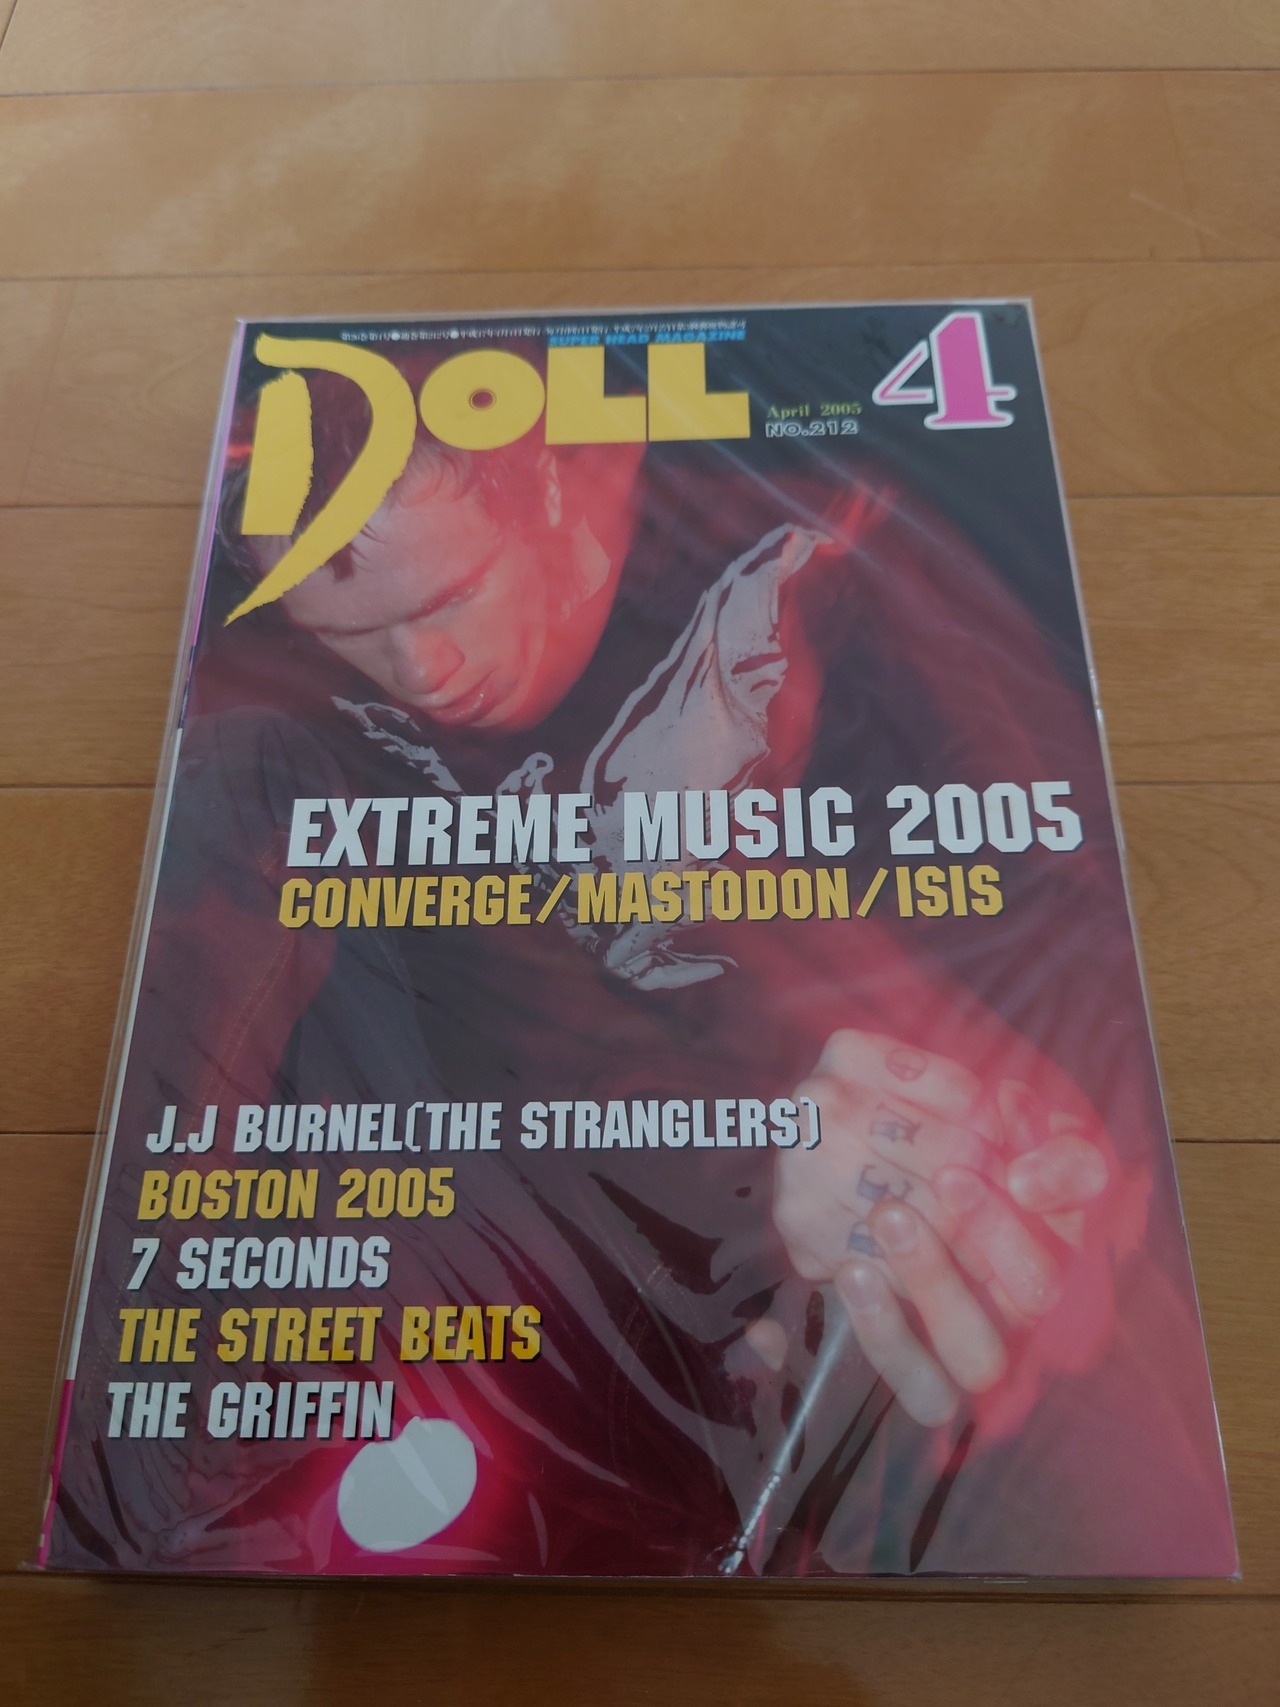 SUPER HEAD MAGAZINE
DOLL
April 2005
NO.212
4
EXTREME MUSIC 2005
CONVERGE/MASTODON/ISIS
J.J BURNEL(THE STRANGLERS)
BOSTON 2005
7 SECONDS
THE STREET BEATS
THE GRIFFIN